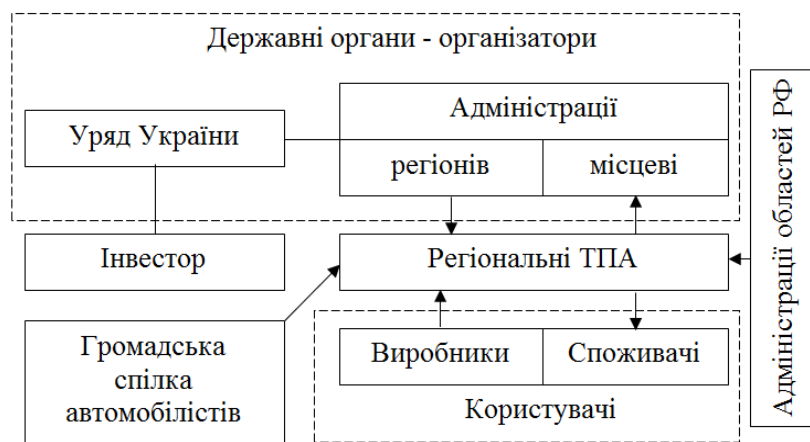 Державні органи - організатори
Адміністрації
Уряд України
регіонів
місцеві
Інвестор
Регіональні ТПА
Адміністрації областей РФ
Громадська
спілка
автомобілістів
Виробники
Споживачі
Користувачі